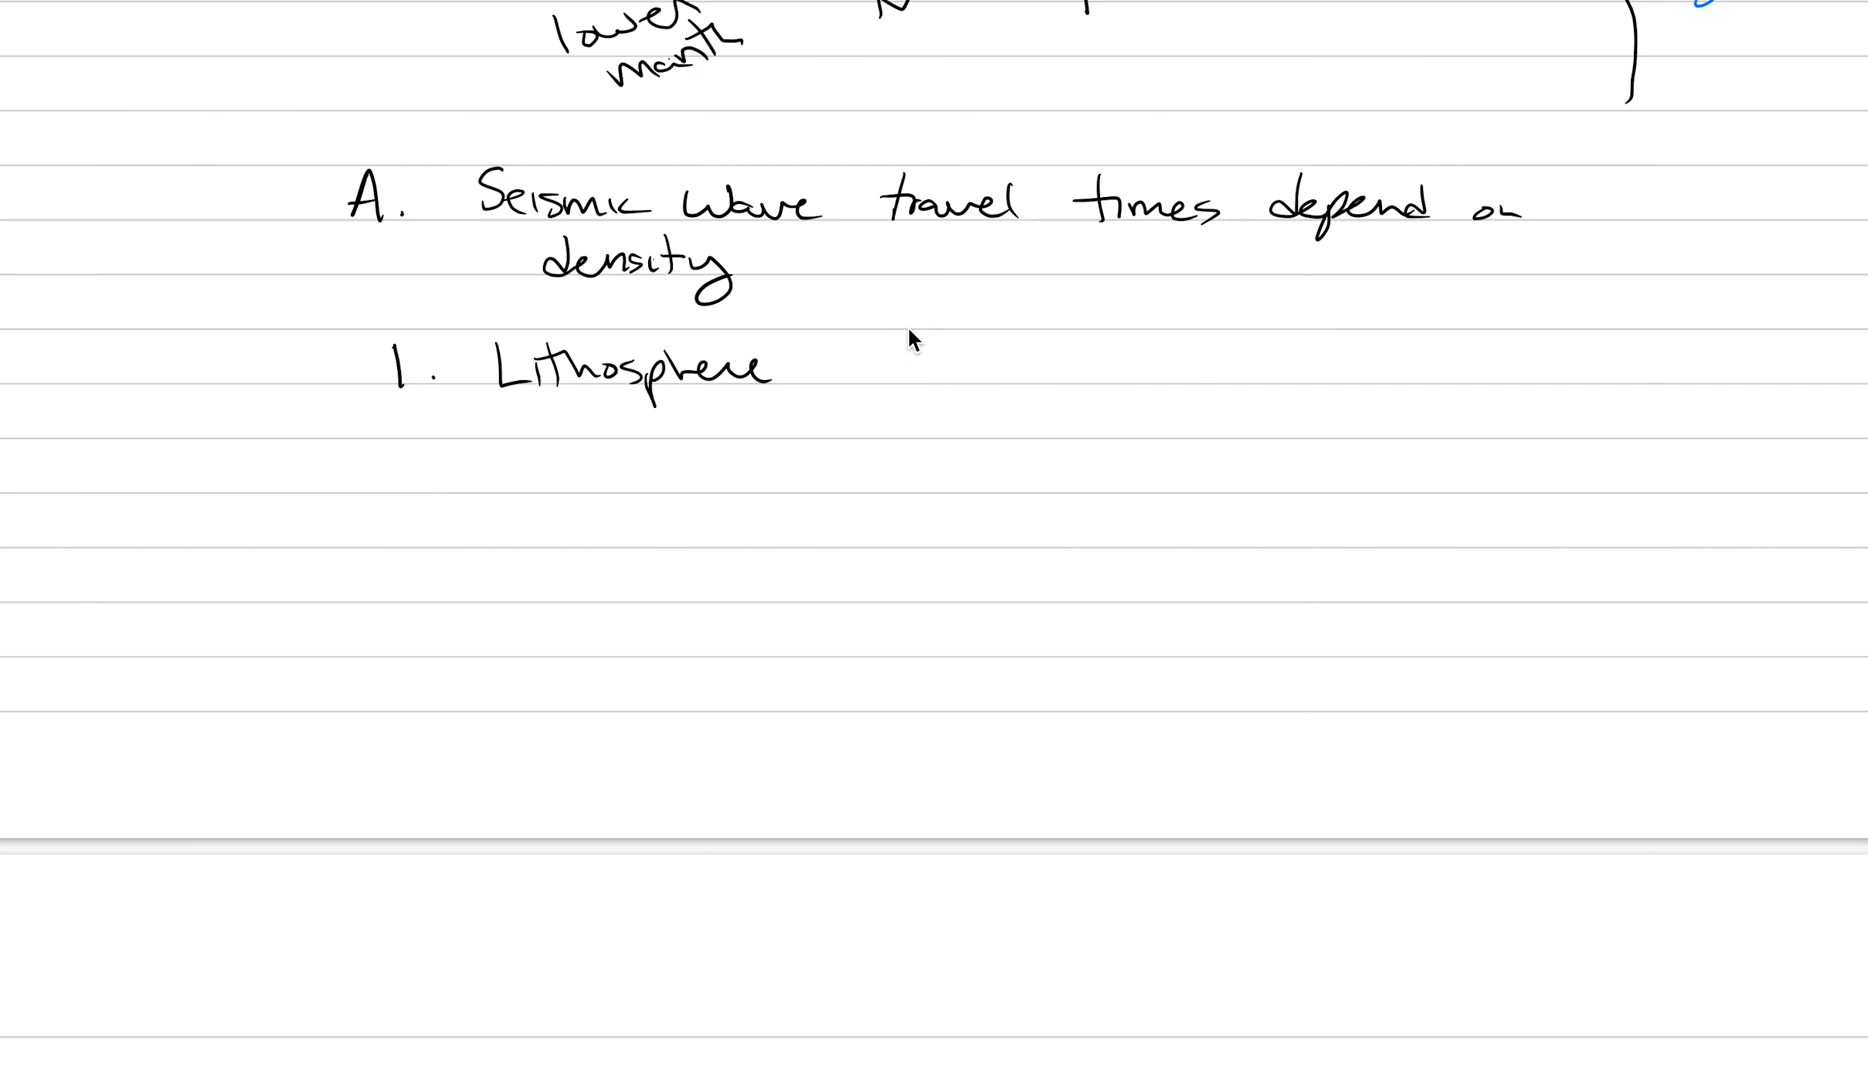 lower
mantle
A. Seismic Wave travel times depend on
density
1. Lithosphere